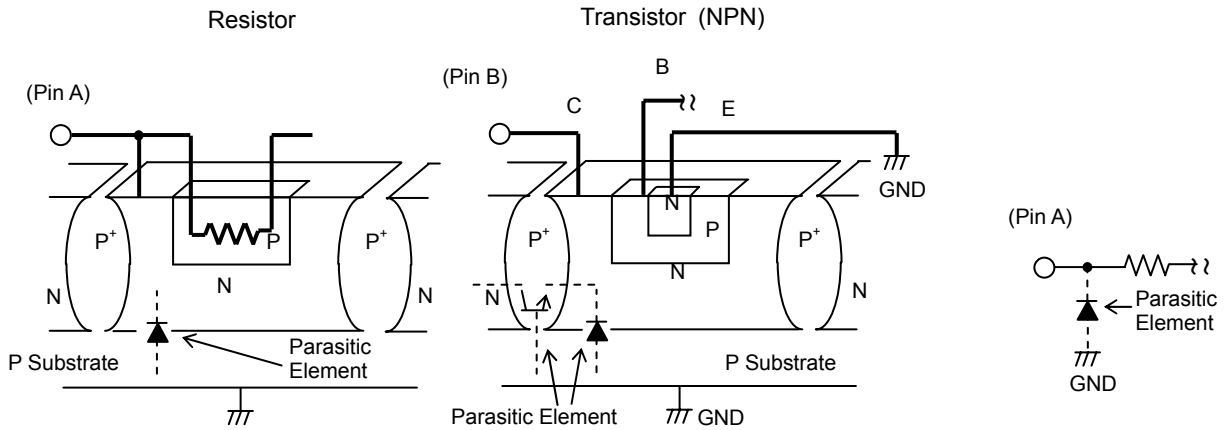 Resistor
(Pin A)
P+
P
P+
N
N
N
P Substrate
Parasitic
Element
Transistor (NPN)
(Pin B)
C
B
E
GND
P+
N
P
P+
N
N
N
P Substrate
Parasitic Element
GND
(Pin A)
Parasitic
Element
GND